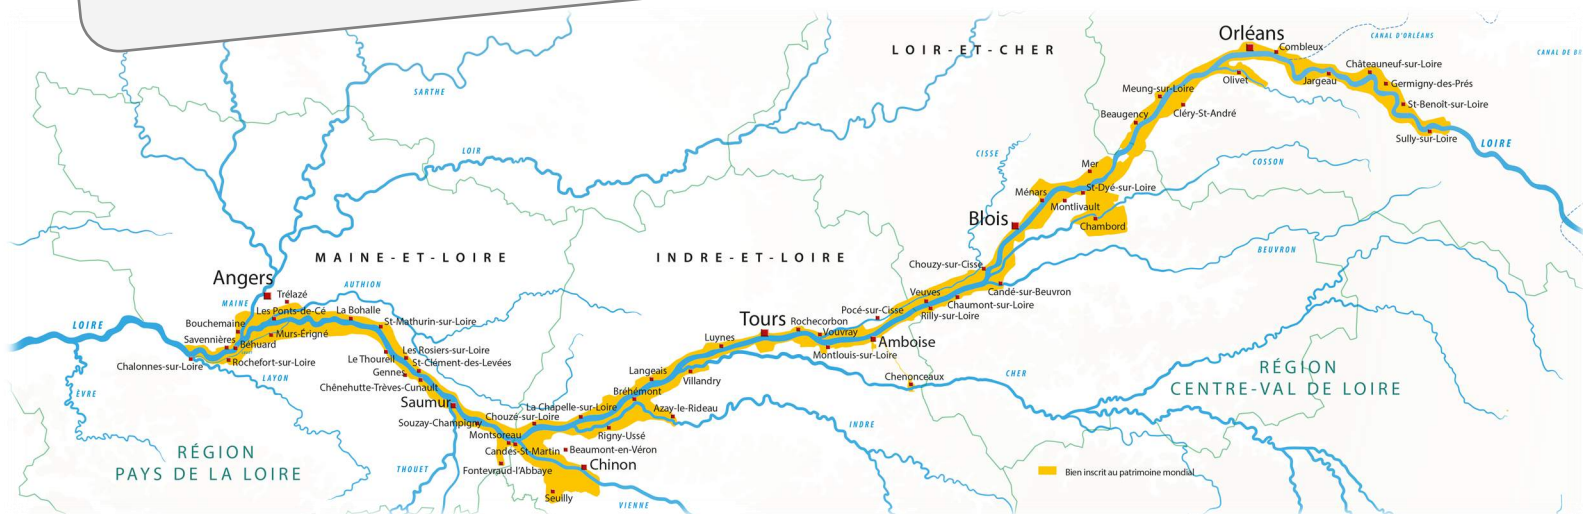 Orléans
Combleux
CANAL D'ORLÉANS
LOIR-ET-CHER
Châteauneuf-sur-Loire
Olivet
Jargeau
Germigny-des-Prés
SARTHE
Meung-sur-Loire
St-Benoît-sur-Loire
Beaugency
Cléry-St-André
Sully-sur-Loire
LOIRE
LOIR
CISSE
COSSON
Mer
Ménars
St-Dye-sur-Loire
Montlivault
Blois
Chambord
BEUVRON
MAINE-ET-LOIRE
INDRE-ET-LOIRE
Chouzy-sur-Cisse
Angers
AUTHION
Trélazé
MAINE
Veuves
Candé-sur-Beuvron
Chaumont-sur-Loire
Les Ponts-de-Cé
La Bohalle
Pocé-sur-Cisse
Rilly-sur-Loire
LOIRE
Bouchemaine
St-Mathurin-sur-Loire
Tours
Rochecorbon
Murs-Érigné
Vouvray
Savennières
Béhuard
Luynes
Amboise
Les Rosiers-sur-Loire
Montlouis-sur-Loire
Chalonnes-sur-Loire
Rochefort-sur-Loire
Le Thoureil
St-Clément-des-Levées
LAYON
Gennes
Langeais
Villandry
Chenonceaux
CHER
RÉGION
CENTRE-VAL DE LOIRE
ÈVRE
Chênehutte-Trèves-Cunault
Bréhémont
Saumur
La Chapelle-sur-Loire
Azay-le-Rideau
Chouzé-sur-Loire
Souzay-Champigny
INDRE
Montsoreau
Rigny-Ussé
RÉGION
PAYS DE LA LOIRE
Candes-St-Martin
Beaumont-en-Véron
THOUET
Fontevraud-l'Abbaye
Chinon
Bien inscrit au patrimoine mondial
Seuilly
VIENNE